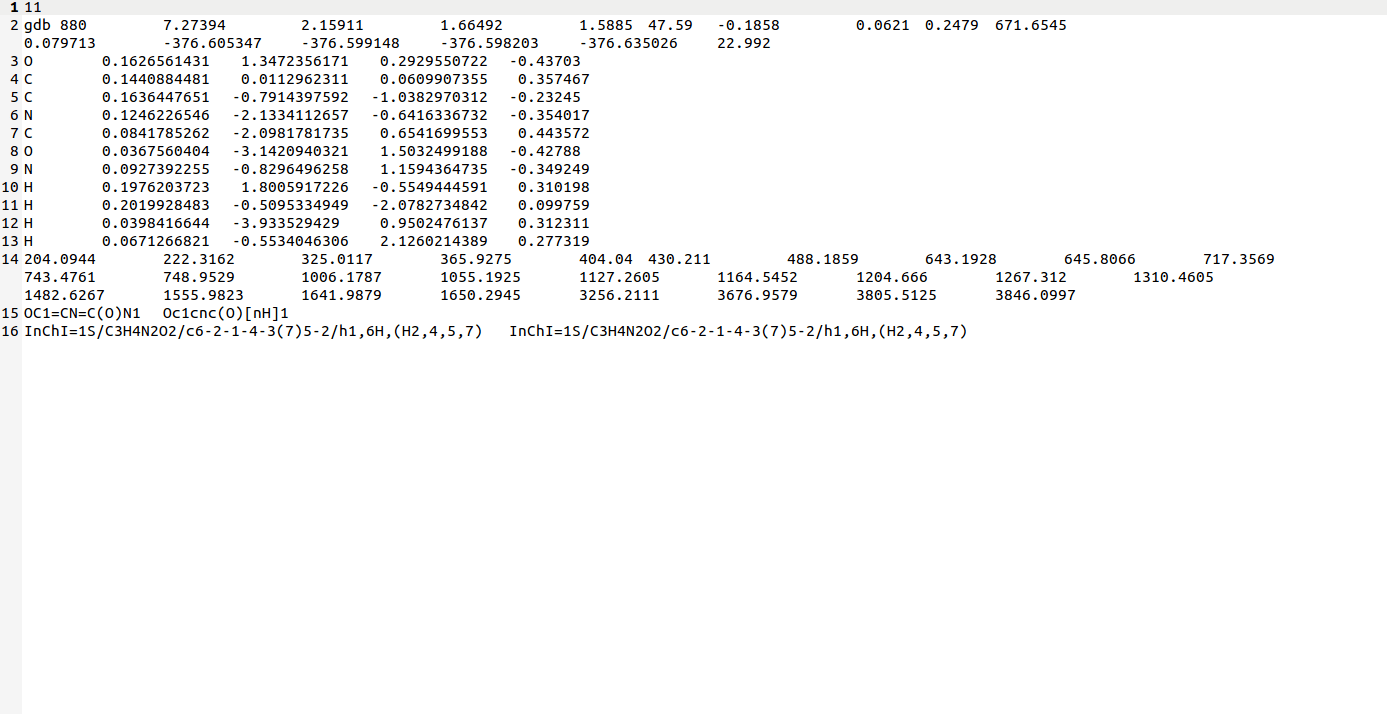 1 11
2 gdb 880 7.27394 2.15911 1.66492 1.5885 47.59 -0.1858 0.0621 0.2479 671.6545
0.079713 -376.605347 -376.599148 -376.598203 -376.635026 22.992
3 O 0.1626561431 1.3472356171 0.2929550722 -0.43703
4 C 0.1440884481 0.0112962311 0.0609907355 0.357467
5 C 0.1636447651 -0.7914397592 -1.0382970312 -0.23245
6 N 0.1246226546 -2.1334112657 -0.6416336732 -0.354017
7 C 0.0841785262 -2.0981781735 0.6541699553 0.443572
8 O 0.0367560404 -3.1420940321 1.5032499188 -0.42788
9 N 0.0927392255 -0.8296496258 1.1594364735 -0.349249
10 H 0.1976203723 1.8005917226 -0.5549444591 0.310198
11 H 0.2019928483 -0.5095334949 -2.0782734842 0.099759
12 H 0.0398416644 -3.933529429 0.9502476137 0.312311
13 H 0.0671266821 -0.5534046306 2.1260214389 0.277319
14 204.0944 222.3162 325.0117 365.9275 404.04 430.211 488.1859 643.1928 645.8066 717.3569
743.4761 748.9529 1006.1787 1055.1925 1127.2605 1164.5452 1204.666 1267.312 1310.4605
1482.6267 1555.9823 1641.9879 1650.2945 3256.2111 3676.9579 3805.5125 3846.0997
15 OC1=CN=C(O)N1 Oc1cnc(O)[nH]1
16 InChI=1S/C3H4N2O2/c6-2-1-4-3(7)5-2/h1,6H,(H2,4,5,7) InChI=1S/C3H4N2O2/c6-2-1-4-3(7)5-2/h1,6H,(H2,4,5,7)